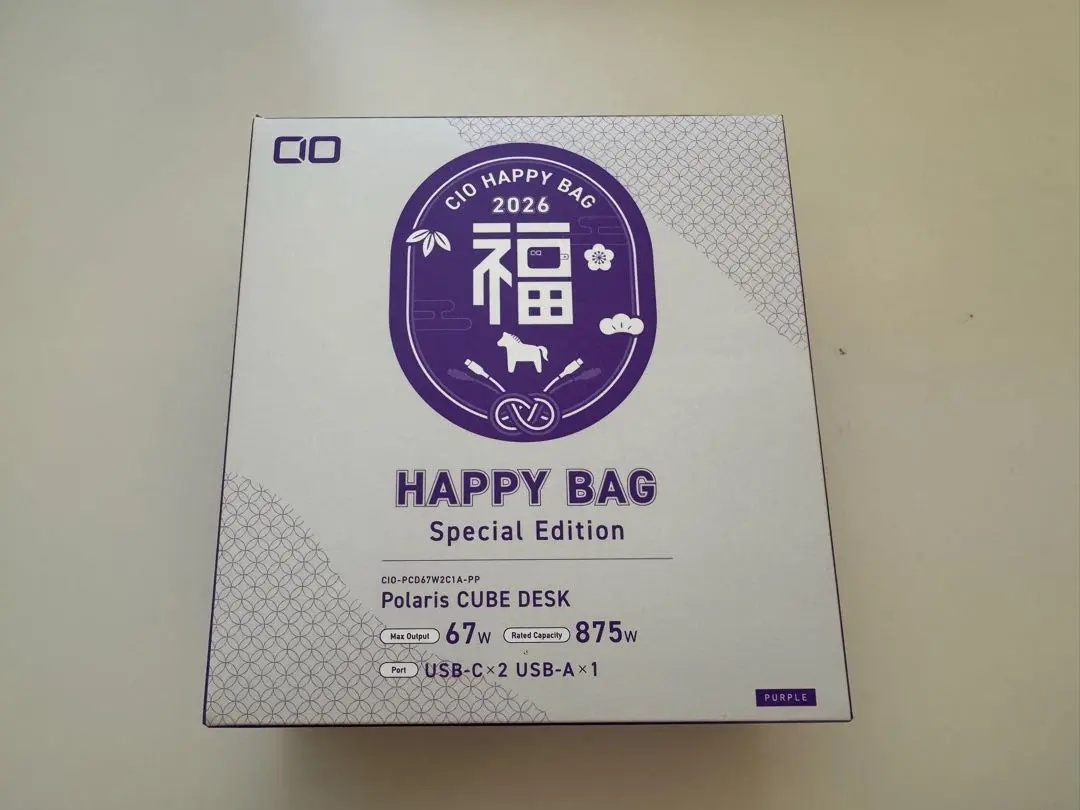 CIO
CIO HAPPY BAG
2026
福
HAPPY BAG
Special Edition
CIO-PCD67W2C1A-PP
Polaris CUBE DESK
Max Output 67W Rated Capacity 875W
Port USB-C×2 USB-A×1
PURPLE